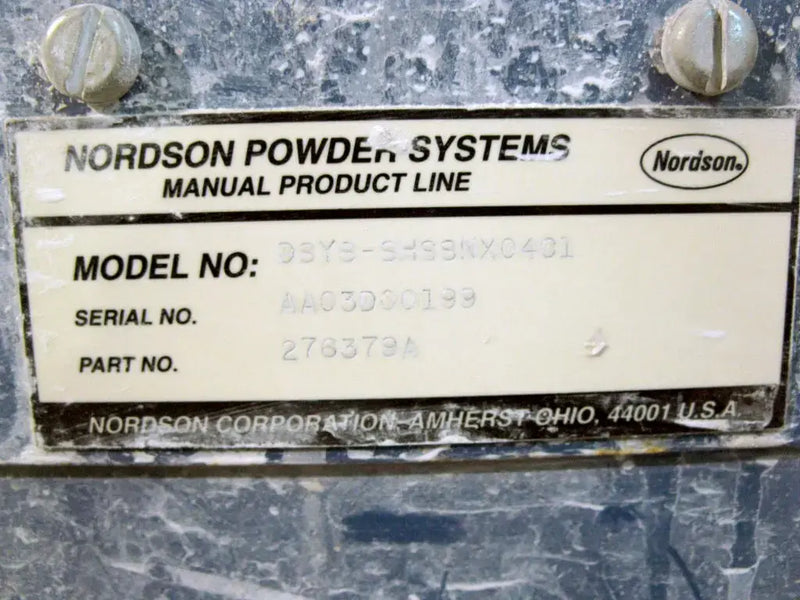 NORDSON POWDER SYSTEMS
MANUAL PRODUCT LINE
Nordson®
MODEL NO:
SERIAL NO. AA03D00199
PART NO. 276379A
NORDSON CORPORATION AMHERST OHIO, 44001 U.S.A